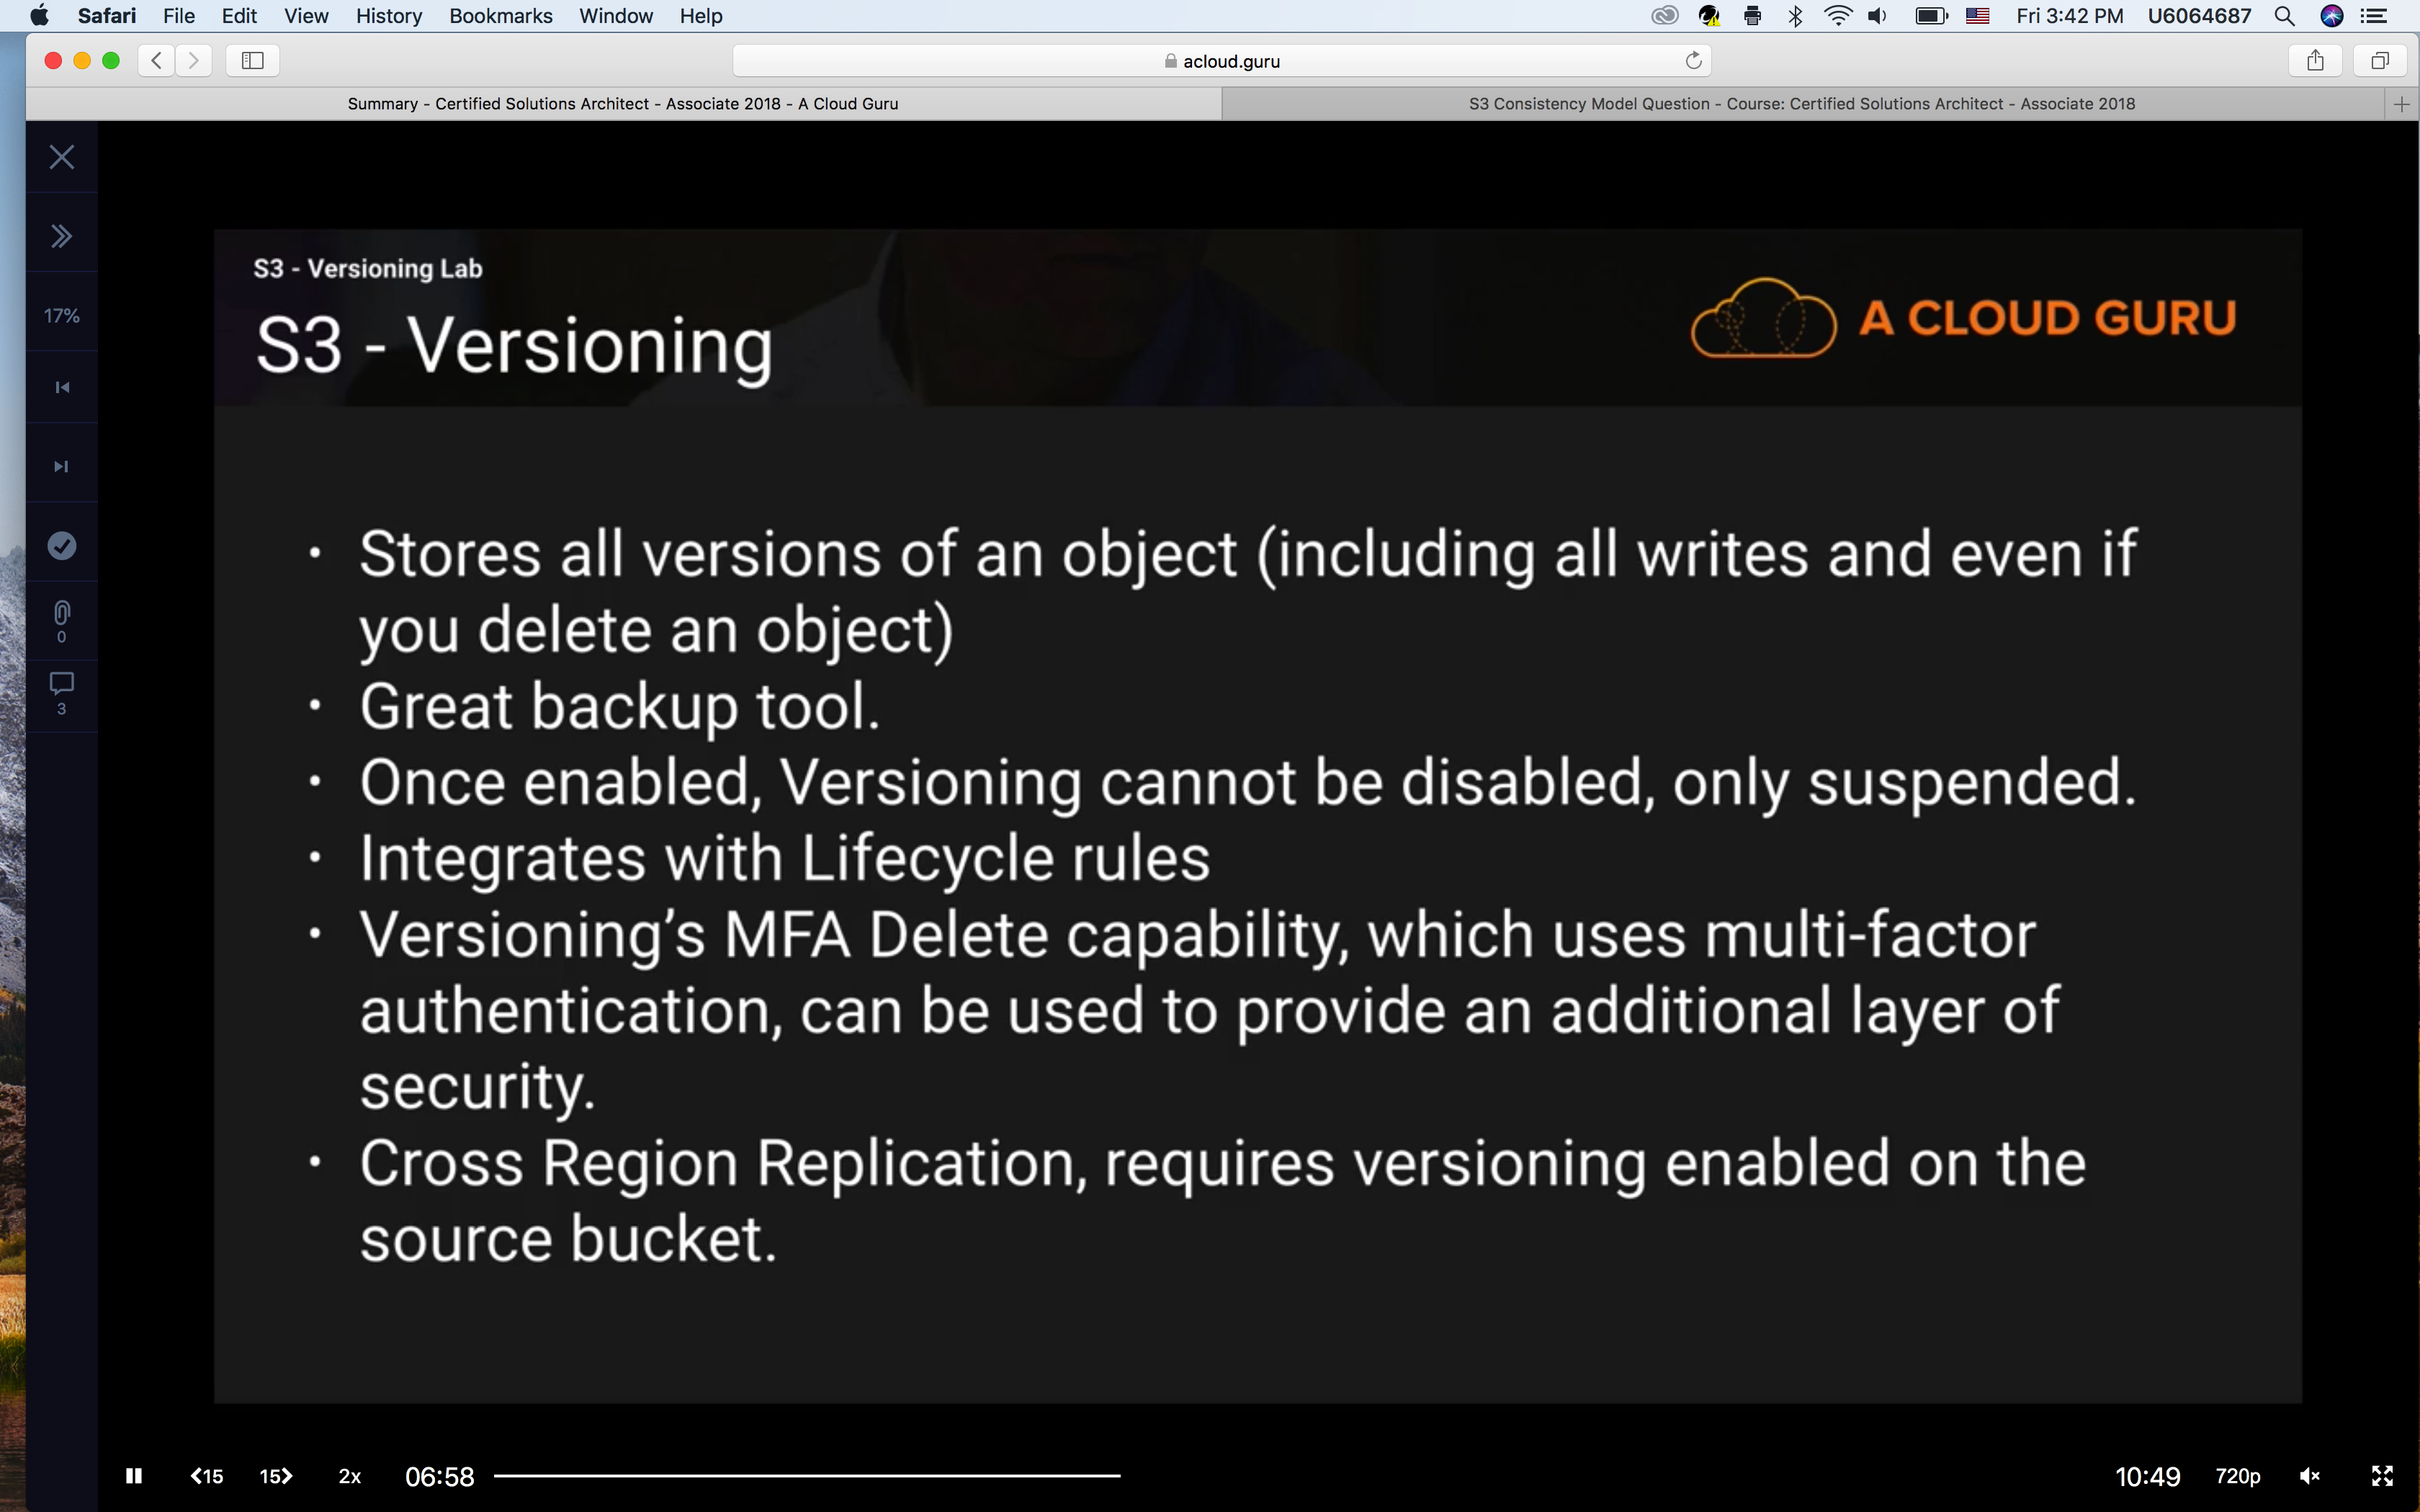 Safari File Edit View History Bookmarks Window Help Fri 3:42 PM U6064687
acloud.guru
Summary - Certified Solutions Architect - Associate 2018 - A Cloud Guru
S3 Consistency Model Question - Course: Certified Solutions Architect - Associate 2018
17%
0
3
S3 - Versioning Lab
S3 - Versioning
A CLOUD GURU
• Stores all versions of an object (including all writes and even if
you delete an object)
• Great backup tool.
• Once enabled, Versioning cannot be disabled, only suspended.
• Integrates with Lifecycle rules
• Versioning’s MFA Delete capability, which uses multi-factor
authentication, can be used to provide an additional layer of
security.
• Cross Region Replication, requires versioning enabled on the
source bucket.
15 15 2x 06:58 10:49 720p